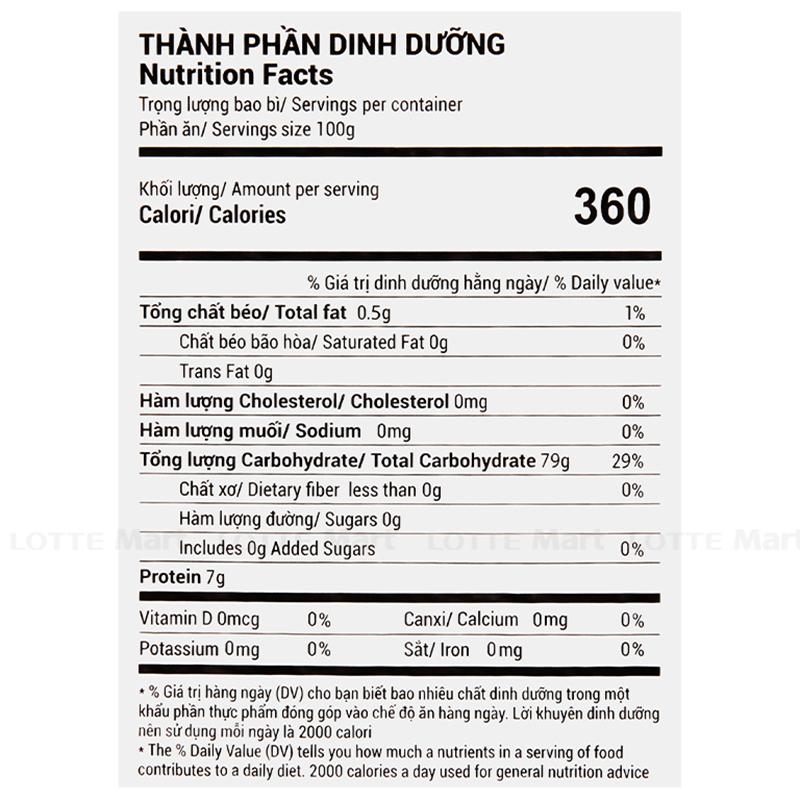 THÀNH PHẦN DINH DƯỠNG
Nutrition Facts
Trọng lượng bao bì/ Servings per container
Phần ăn/ Servings size 100g
Khối lượng/ Amount per serving
Calori/ Calories 360
% Giá trị dinh dưỡng hằng ngày/ % Daily value*
Tổng chất béo/ Total fat 0.5g 1%
Chất béo bão hòa/ Saturated Fat 0g 0%
Trans Fat 0g
Hàm lượng Cholesterol/ Cholesterol 0mg 0%
Hàm lượng muối/ Sodium 0mg 0%
Tổng lượng Carbohydrate/ Total Carbohydrate 79g 29%
Chất xơ/ Dietary fiber less than 0g 0%
Hàm lượng đường/ Sugars 0g
LOTTE Mart LOTTE Mart LOTTE Mart
Includes 0g Added Sugars 0%
Protein 7g
Vitamin D 0mcg 0% Canxi/ Calcium 0mg 0%
Potassium 0mg 0% Sắt/ Iron 0mg 0%
* % Giá trị hàng ngày (DV) cho bạn biết bao nhiêu chất dinh dưỡng trong một
khẩu phần thực phẩm đóng góp vào chế độ ăn hàng ngày. Lời khuyên dinh dưỡng
nên sử dụng mỗi ngày là 2000 calori
* The % Daily Value (DV) tells you how much a nutrients in a serving of food
contributes to a daily diet. 2000 calories a day used for general nutrition advice